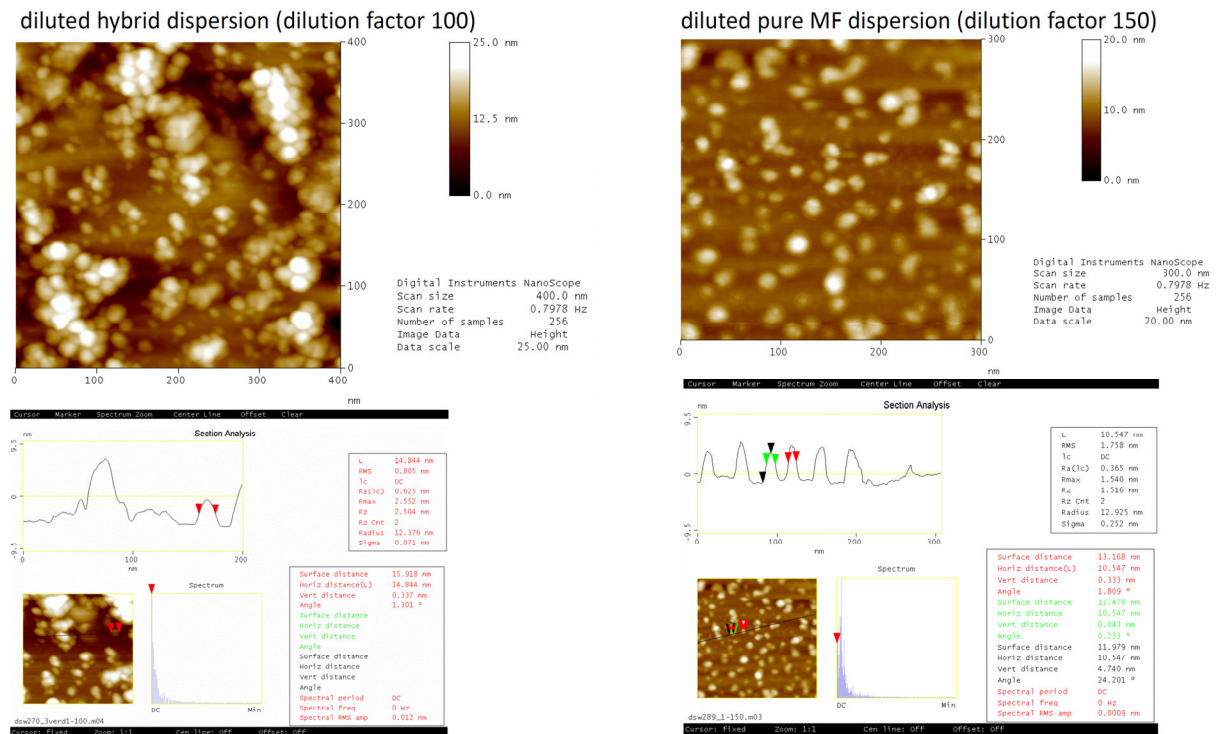 diluted hybrid dispersion (dilution factor 100)
25.0 nm
12.5 nm
0.0 nm
400
300
200
100
0
0 100 200 300 400
nm
Digital Instruments NanoScope
Scan size 400.0 nm
Scan rate 0.7978 Hz
Number of samples 256
Image Data Height
Data scale 25.00 nm
Cursor Marker Spectrum Zoom Center Line Offset Clear
Section Analysis
nm
9.5
0
-9.5
0 100 200
nm
L 14.844 nm
RMS 0.805 nm
lc DC
Ra(lc) 0.625 nm
Rmax 2.552 nm
Rz 2.504 nm
Rz Cnt 2
Radius 12.376 nm
Sigma 0.071 nm
Spectrum
DC Min
Surface distance 15.918 nm
Horiz distance(L) 14.844 nm
Vert distance 0.337 nm
Angle 1.301 °
Surface distance
Horiz distance
Vert distance
Angle
Surface distance
Horiz distance
Vert distance
Angle
Spectral period DC
Spectral freq 0 Hz
Spectral RMS amp 0.012 nm
dsw270_3verd1-100.m04
Cursor: fixed Zoom: 1:1 Cen line: Off Offset: Off
diluted pure MF dispersion (dilution factor 150)
20.0 nm
10.0 nm
0.0 nm
300
200
100
0
0 100 200 300
nm
Digital Instruments NanoScope
Scan size 300.0 nm
Scan rate 0.7978 Hz
Number of samples 256
Image Data Height
Data scale 20.00 nm
Cursor Marker Spectrum Zoom Center Line Offset Clear
Section Analysis
nm
9.5
0
-9.5
0 100 200 300
nm
L 10.547 nm
RMS 1.758 nm
lc DC
Ra(lc) 0.365 nm
Rmax 1.540 nm
Rz 1.516 nm
Rz Cnt 2
Radius 12.925 nm
Sigma 0.252 nm
Spectrum
DC Min
Surface distance 13.168 nm
Horiz distance(L) 10.547 nm
Vert distance 0.333 nm
Angle 1.809 °
Surface distance 11.476 nm
Horiz distance 10.547 nm
Vert distance 0.043 nm
Angle 0.233 °
Surface distance 11.979 nm
Horiz distance 10.547 nm
Vert distance 4.740 nm
Angle 24.201 °
Spectral period DC
Spectral freq 0 Hz
Spectral RMS amp 0.0009 nm
dsw289_1-150.m03
Cursor: fixed Zoom: 1:1 Cen line: Off Offset: Off